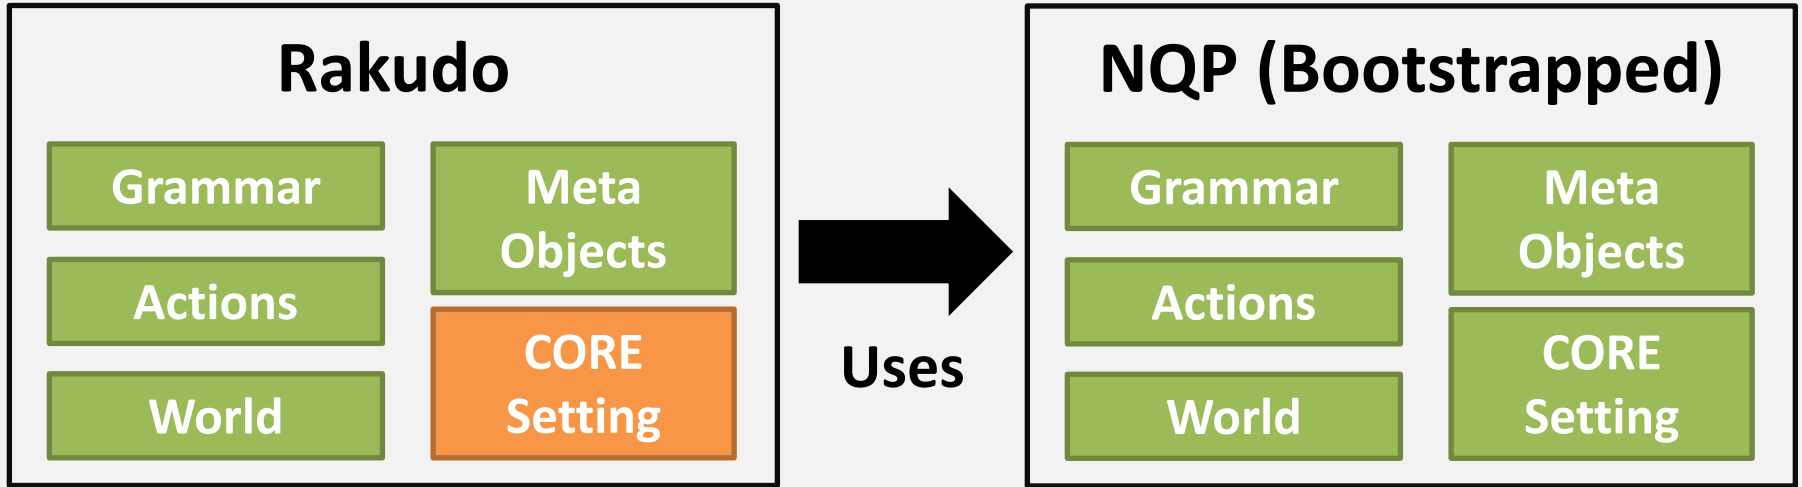 Rakudo
Grammar
Actions
World
Meta
Objects
CORE
Setting
Uses
NQP (Bootstrapped)
Grammar
Actions
World
Meta
Objects
CORE
Setting